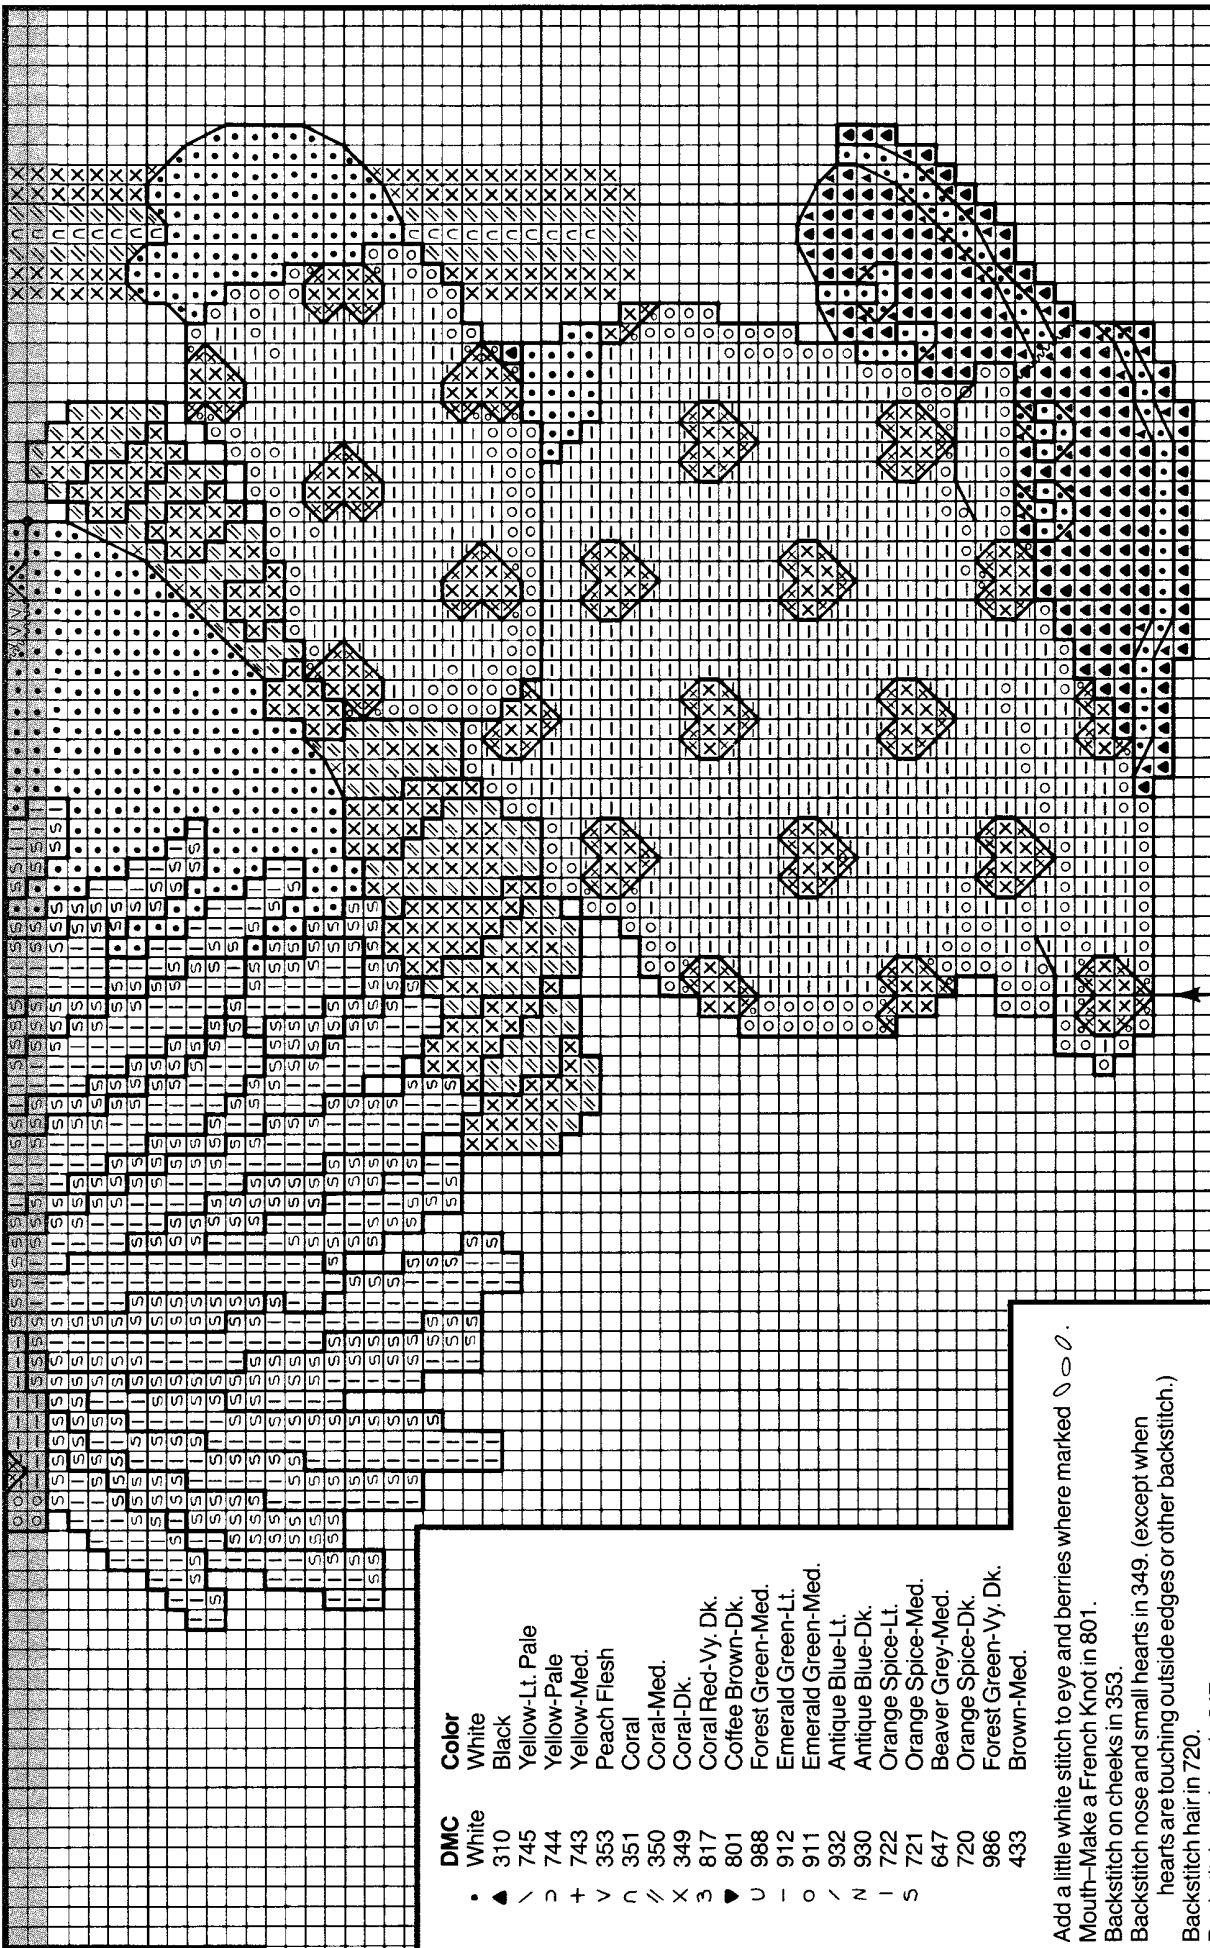 DMC Color
• White White
▲ 310 Black
\ 745 Yellow-Lt. Pale
⊃ 744 Yellow-Pale
+ 743 Yellow-Med.
V 353 Peach Flesh
∩ 351 Coral
// 350 Coral-Med.
X 349 Coral-Dk.
3 817 Coral Red-Vy. Dk.
♥ 801 Coffee Brown-Dk.
U 988 Forest Green-Med.
– 912 Emerald Green-Lt.
o 911 Emerald Green-Med.
/ 932 Antique Blue-Lt.
N 930 Antique Blue-Dk.
I 722 Orange Spice-Lt.
S 721 Orange Spice-Med.
647 Beaver Grey-Med.
720 Orange Spice-Dk.
986 Forest Green-Vy. Dk.
433 Brown-Med.
Add a little white stitch to eye and berries where marked
Mouth–Make a French Knot in 801.
Backstitch on cheeks in 353.
Backstitch nose and small hearts in 349. (except when
hearts are touching outside edges or other backstitch.)
Backstitch hair in 720.